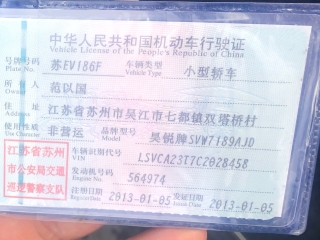 中华人民共和国机动车行驶证
Vehicle License of the People's Republic of China
号牌号码 苏EV186F 车辆类型 小型轿车
Plate No. Vehicle Type
所有人 范以国
Owner
住址 江苏省苏州市吴江市七都镇双塔桥村
Address
使用性质 非营运 品牌型号 昊锐牌SVW7189AJD
Use Character Model
江苏省苏州 车辆识别代号 LSVCA23T7C2028458
VIN
市公安局交通 发动机号码 564974
Engine No.
巡逻警察支队 注册日期 2013-01-05 发证日期 2013-01-05
Register Date Issue Date